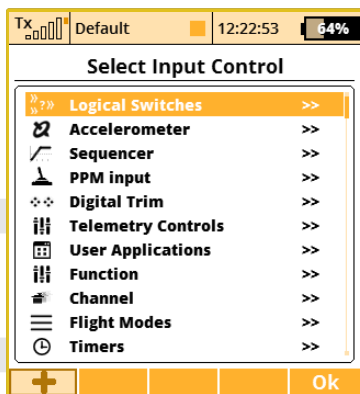 Tx Default 12:22:53 64%
Select Input Control
»?» Logical Switches >>
Accelerometer >>
Sequencer >>
PPM input >>
Digital Trim >>
Telemetry Controls >>
User Applications >>
Function >>
Channel >>
Flight Modes >>
Timers >>
Ok